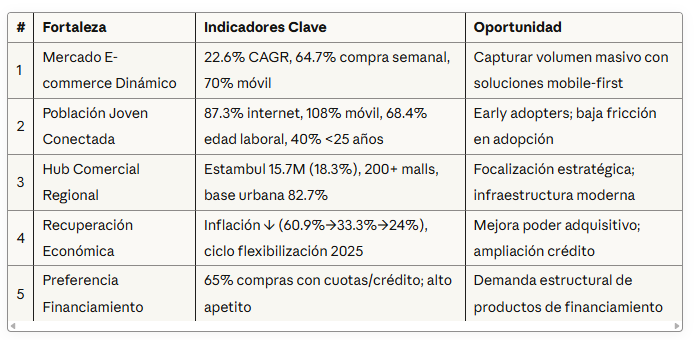 # Fortaleza Indicadores Clave Oportunidad
1 Mercado E-commerce Dinámico 22.6% CAGR, 64.7% compra semanal, 70% móvil Capturar volumen masivo con soluciones mobile-first
2 Población Joven Conectada 87.3% internet, 108% móvil, 68.4% edad laboral, 40% <25 años Early adopters; baja fricción en adopción
3 Hub Comercial Regional Estambul 15.7M (18.3%), 200+ malls, base urbana 82.7% Focalización estratégica; infraestructura moderna
4 Recuperación Económica Inflación ↓ (60.9%→33.3%→24%), ciclo flexibilización 2025 Mejora poder adquisitivo; ampliación crédito
5 Preferencia Financiamiento 65% compras con cuotas/crédito; alto apetito Demanda estructural de productos de financiamiento